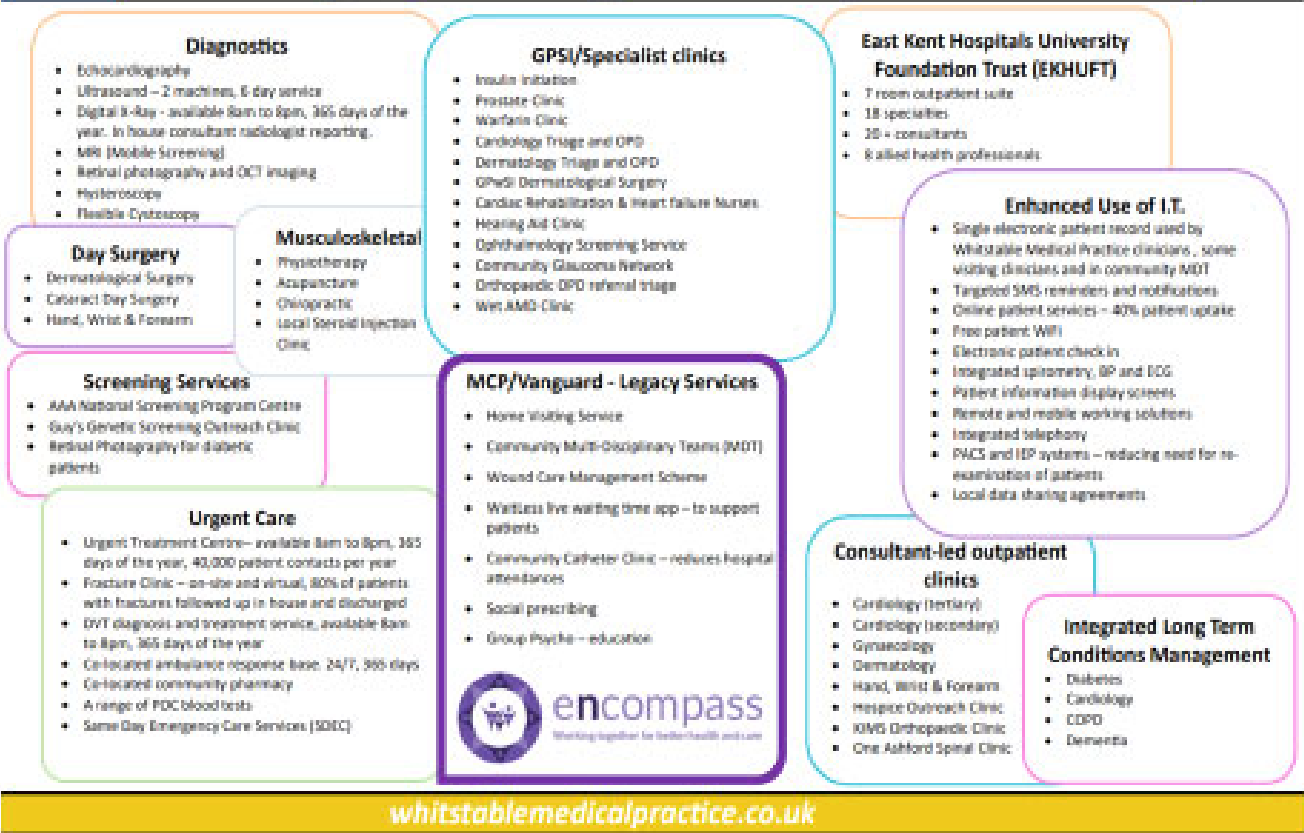 Diagnostics
• Echocardiography
• Ultrasound – 2 machines, 6 day service
• Digital X-Ray - available 8am to 8pm, 365 days of the
year. In house consultant radiologist reporting.
• MRI (Mobile Screening)
• Retinal photography and OCT imaging
• Hysteroscopy
• Flexible Cystoscopy
Day Surgery
• Dermatological Surgery
• Cataract Day Surgery
• Hand, Wrist & Forearm
Musculoskeletal
• Physiotherapy
• Acupuncture
• Chiropractic
• Local Steroid Injection
Clinic
Screening Services
• AAA National Screening Program Centre
• Guy's Genetic Screening Outreach Clinic
• Retinal Photography for diabetic
patients
Urgent Care
• Urgent Treatment Centre– available 8am to 8pm, 365
days of the year, 40,000 patient contacts per year
• Fracture Clinic – on-site and virtual, 80% of patients
with fractures followed up in house and discharged
• DVT diagnosis and treatment service, available 8am
to 8pm, 365 days of the year
• Co-located ambulance response base. 24/7, 365 days
• Co-located community pharmacy
• A range of POC blood tests
• Same Day Emergency Care Services (SDEC)
GPSI/Specialist clinics
• Insulin Initiation
• Prostate Clinic
• Warfarin Clinic
• Cardiology Triage and OPD
• Dermatology Triage and OPD
• GPwSI Dermatological Surgery
• Cardiac Rehabilitation & Heart failure Nurses
• Hearing Aid Clinic
• Ophthalmology Screening Service
• Community Glaucoma Network
• Orthopaedic OPD referral triage
• Wet AMD Clinic
MCP/Vanguard - Legacy Services
• Home Visiting Service
• Community Multi-Disciplinary Teams (MDT)
• Wound Care Management Scheme
• WaitLess live waiting time app – to support
patients
• Community Catheter Clinic – reduces hospital
attendances
• Social prescribing
• Group Psycho – education
encompass
Working together for better health and care
East Kent Hospitals University
Foundation Trust (EKHUFT)
• 7 room outpatient suite
• 18 specialties
• 20 + consultants
• 8 allied health professionals
Enhanced Use of I.T.
• Single electronic patient record used by
Whitstable Medical Practice clinicians , some
visiting clinicians and in community MDT
• Targeted SMS reminders and notifications
• Online patient services – 40% patient uptake
• Free patient WiFi
• Electronic patient check in
• Integrated spirometry, BP and ECG
• Patient information display screens
• Remote and mobile working solutions
• Integrated telephony
• PACS and IEP systems – reducing need for re-
examination of patients
• Local data sharing agreements
Consultant-led outpatient
clinics
• Cardiology (tertiary)
• Cardiology (secondary)
• Gynaecology
• Dermatology
• Hand, Wrist & Forearm
• Hospice Outreach Clinic
• KIMS Orthopaedic Clinic
• One Ashford Spinal Clinic
Integrated Long Term
Conditions Management
• Diabetes
• Cardiology
• COPD
• Dementia
whitstablemedicalpractice.co.uk